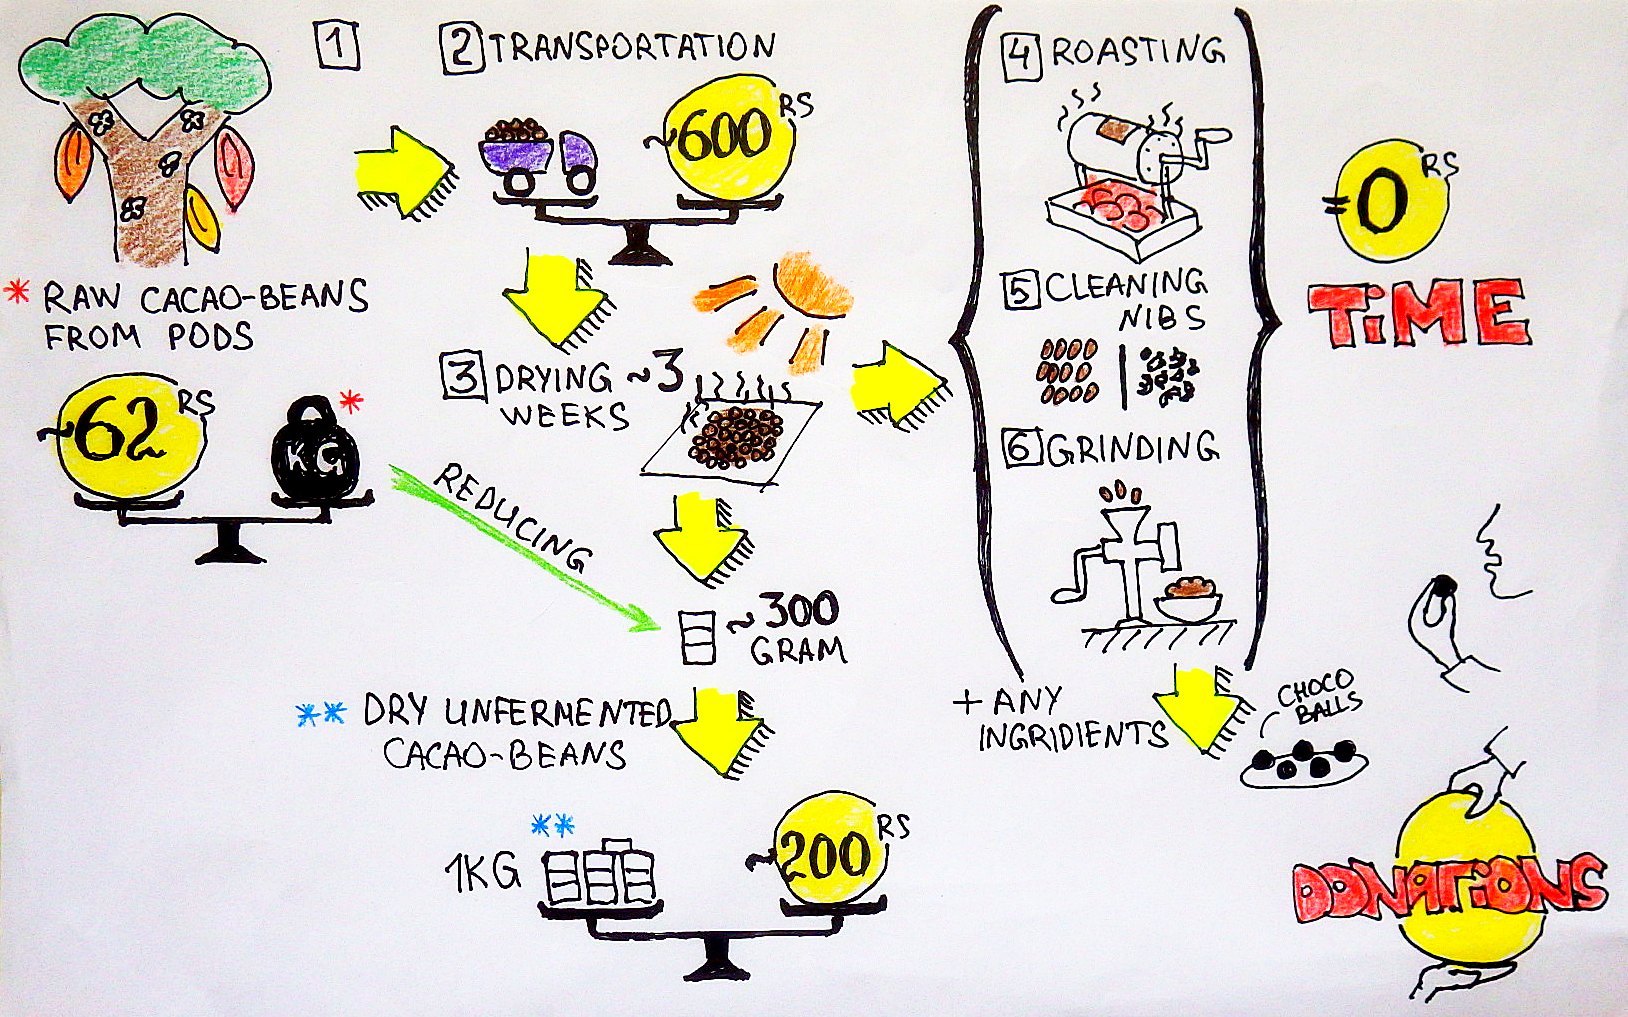 1
* RAW CACAO-BEANS
FROM PODS
~62 RS
KG *
2 TRANSPORTATION
~600 RS
3 DRYING ~3
WEEKS
REDUCING
~300
GRAM
** DRY UNFERMENTED
CACAO-BEANS
**
1KG
~200 RS
4 ROASTING
5 CLEANING
NIBS
6 GRINDING
+ ANY
INGRIDIENTS
=0 RS
TiME
CHOCO
BALLS
DONATiONS